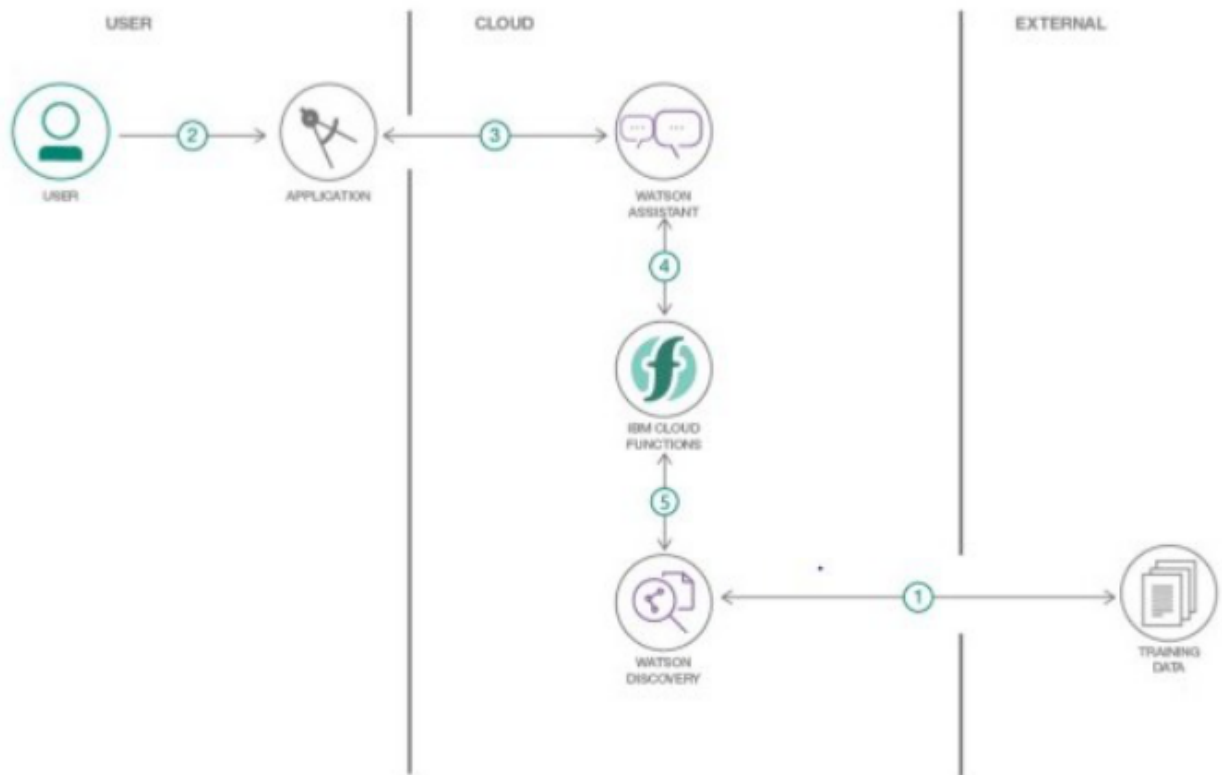 USER
CLOUD
EXTERNAL
2
3
USER
APPLICATION
WATSON
ASSISTANT
4
IBM CLOUD
FUNCTIONS
5
1
WATSON
DISCOVERY
TRAINING
DATA